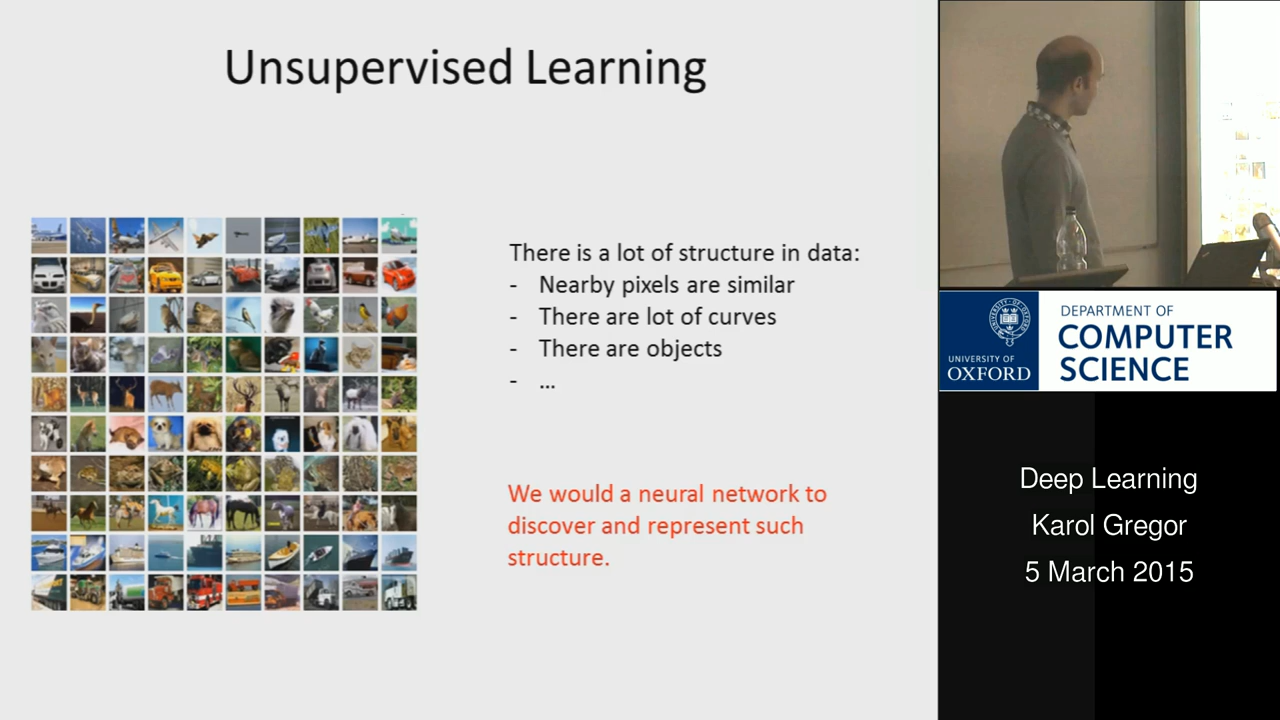 Unsupervised Learning
There is a lot of structure in data:
- Nearby pixels are similar
- There are lot of curves
- There are objects
- ...
We would a neural network to
discover and represent such
structure.
UNIVERSITY OF
OXFORD
DEPARTMENT OF
COMPUTER
SCIENCE
Deep Learning
Karol Gregor
5 March 2015